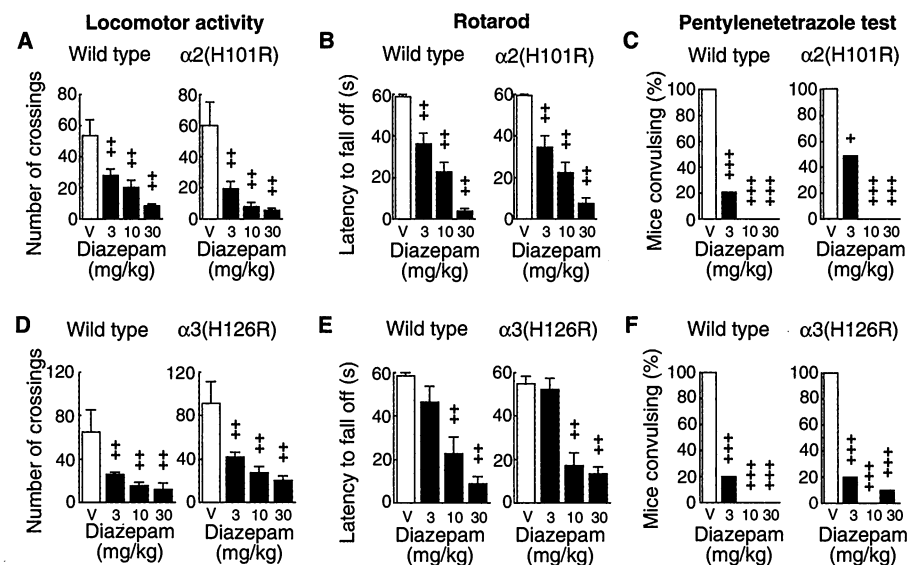 Locomotor activity Rotarod Pentylenetetrazole test
A Wild type α2(H101R) B Wild type α2(H101R) C Wild type α2(H101R)
Number of crossings
80 60 40 20 0
80 60 40 20 0
V 3 10 30 V 3 10 30
Diazepam (mg/kg) Diazepam (mg/kg)
Latency to fall off (s)
60 40 20 0
60 40 20 0
V 3 10 30 V 3 10 30
Diazepam (mg/kg) Diazepam (mg/kg)
Mice convulsing (%)
100 80 60 40 20 0
100 80 60 40 20 0
V 3 10 30 V 3 10 30
Diazepam (mg/kg) Diazepam (mg/kg)
D Wild type α3(H126R) E Wild type α3(H126R) F Wild type α3(H126R)
Number of crossings
120 80 40 0
120 80 40 0
V 3 10 30 V 3 10 30
Diazepam (mg/kg) Diazepam (mg/kg)
Latency to fall off (s)
60 40 20 0
60 40 20 0
V 3 10 30 V 3 10 30
Diazepam (mg/kg) Diazepam (mg/kg)
Mice convulsing (%)
100 80 60 40 20 0
100 80 60 40 20 0
V 3 10 30 V 3 10 30
Diazepam (mg/kg) Diazepam (mg/kg)